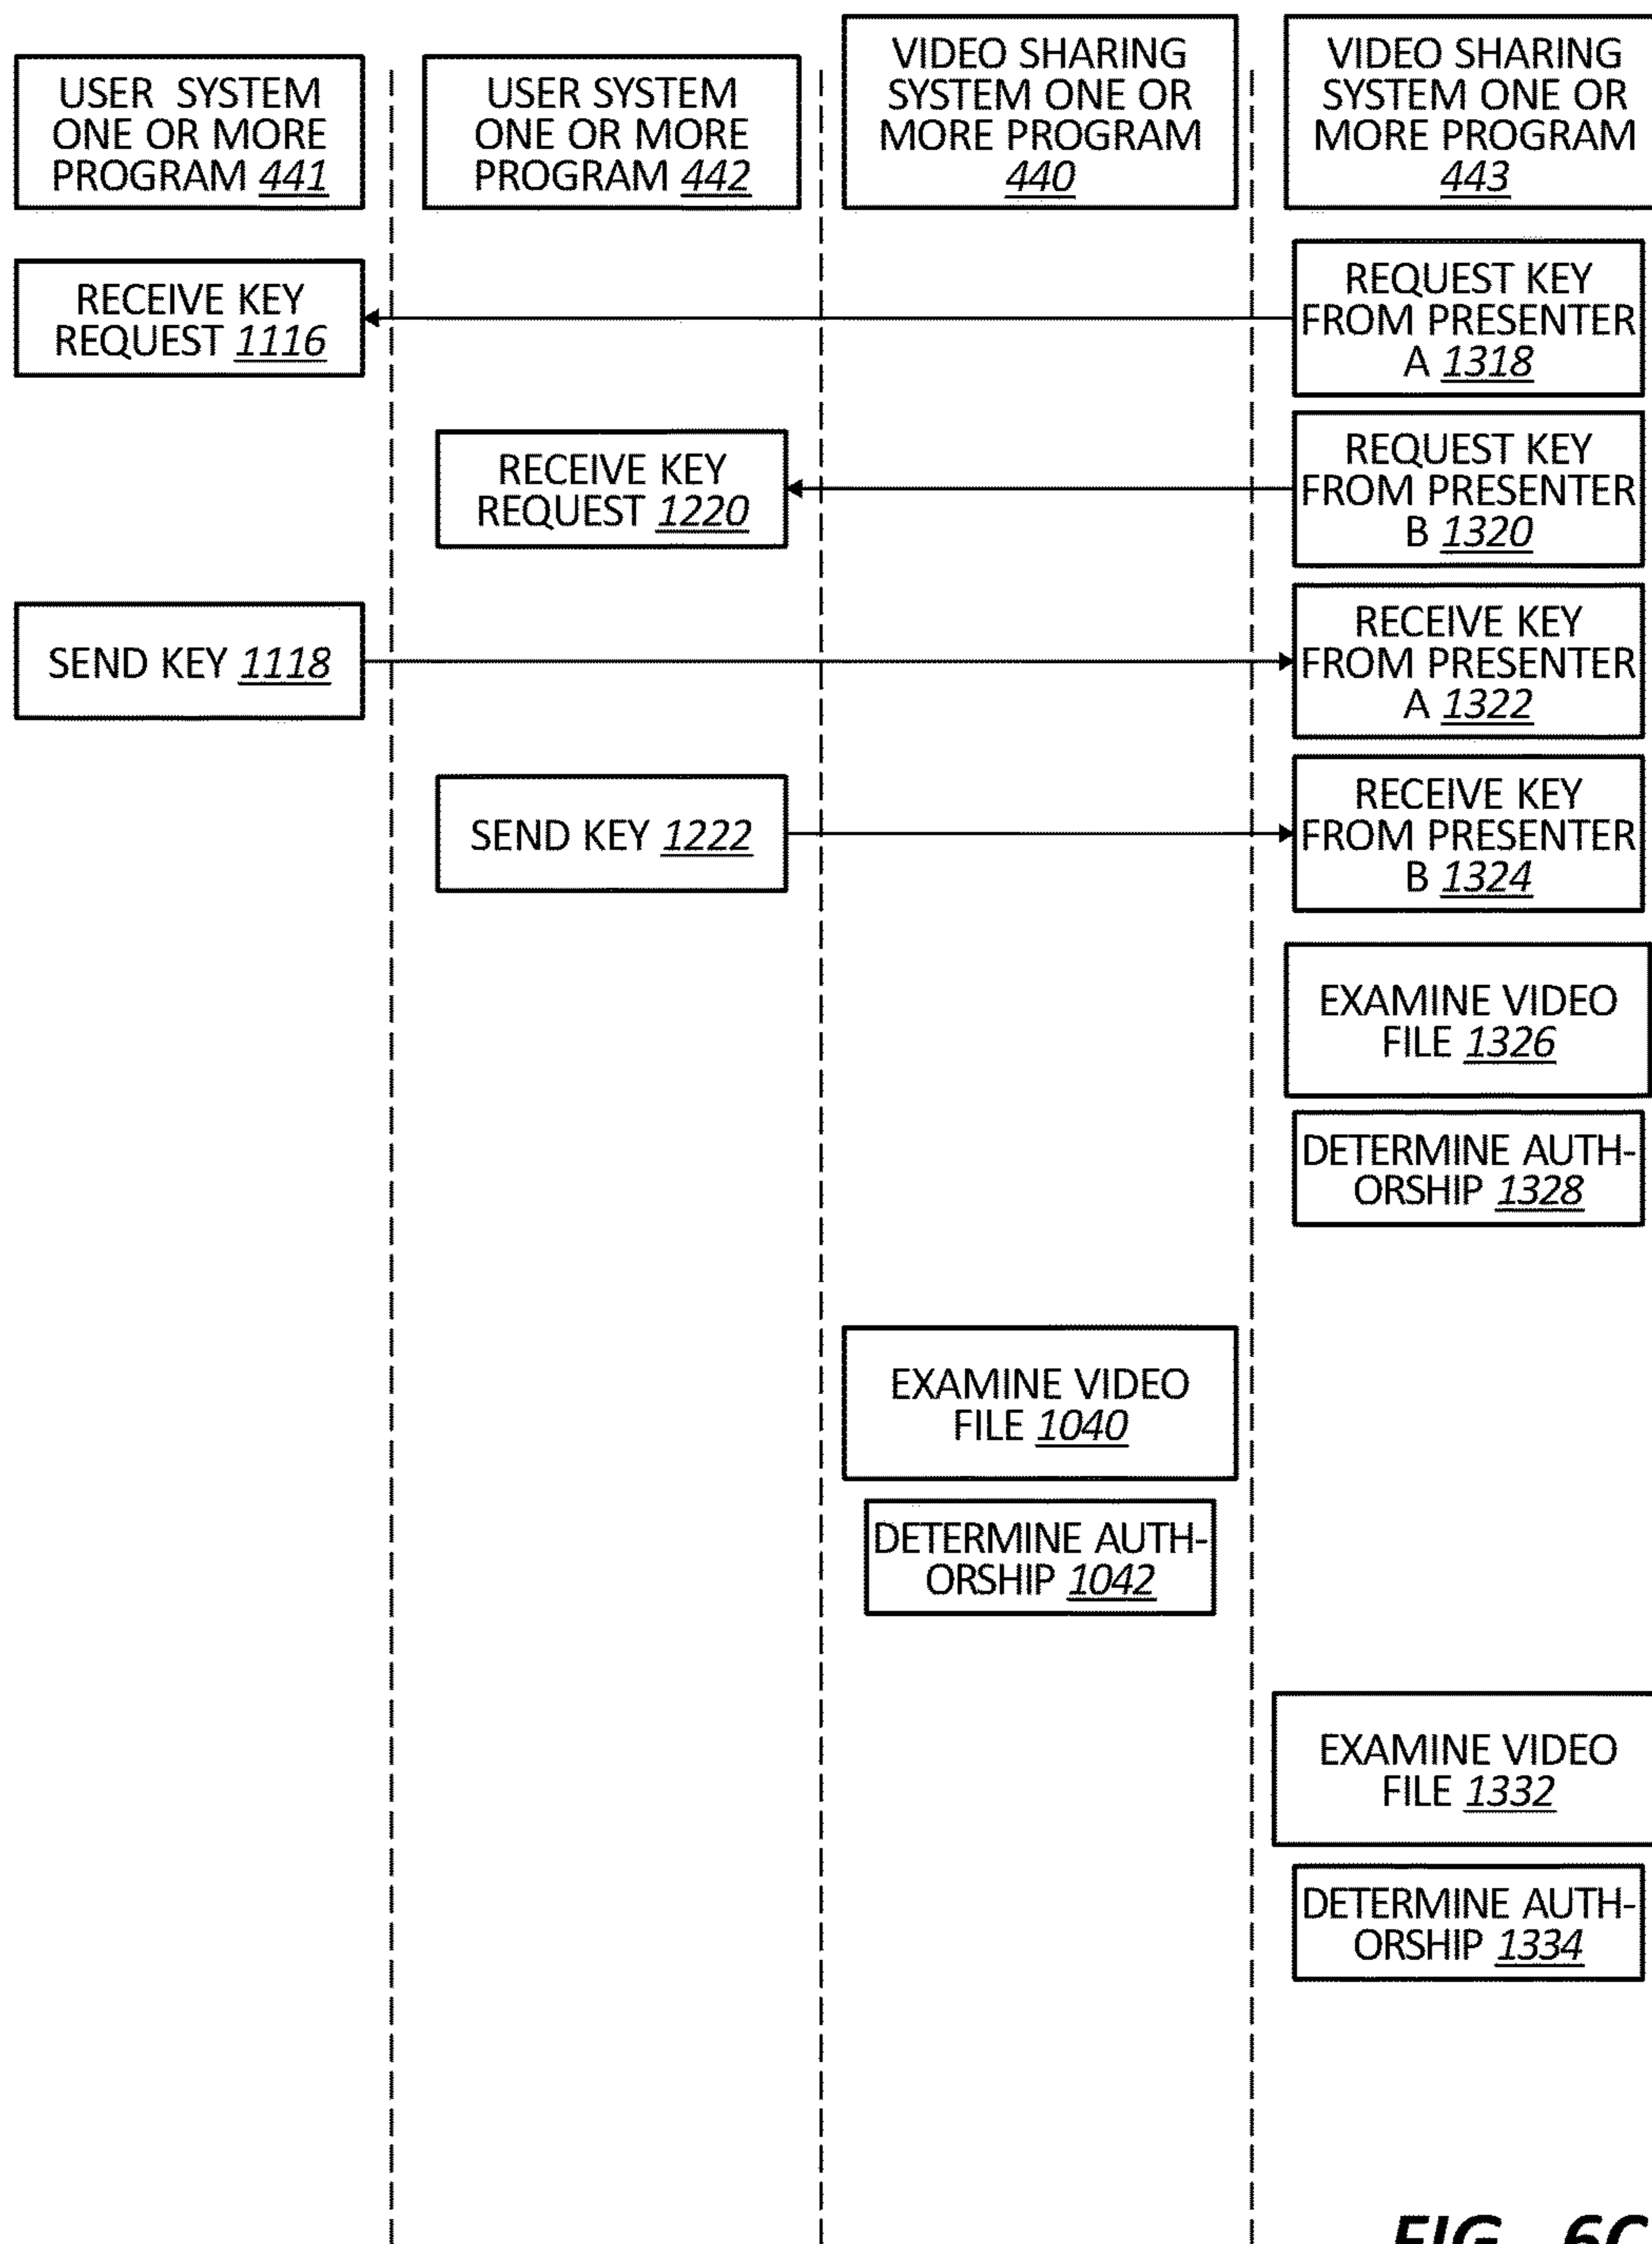 USER SYSTEM
ONE OR MORE
PROGRAM 441
USER SYSTEM
ONE OR MORE
PROGRAM 442
VIDEO SHARING
SYSTEM ONE OR
MORE PROGRAM
440
VIDEO SHARING
SYSTEM ONE OR
MORE PROGRAM
443
RECEIVE KEY
REQUEST 1116
REQUEST KEY
FROM PRESENTER
A 1318
RECEIVE KEY
REQUEST 1220
REQUEST KEY
FROM PRESENTER
B 1320
SEND KEY 1118
RECEIVE KEY
FROM PRESENTER
A 1322
SEND KEY 1222
RECEIVE KEY
FROM PRESENTER
B 1324
EXAMINE VIDEO
FILE 1326
DETERMINE AUTH-
ORSHIP 1328
EXAMINE VIDEO
FILE 1040
DETERMINE AUTH-
ORSHIP 1042
EXAMINE VIDEO
FILE 1332
DETERMINE AUTH-
ORSHIP 1334
FIG. 6C